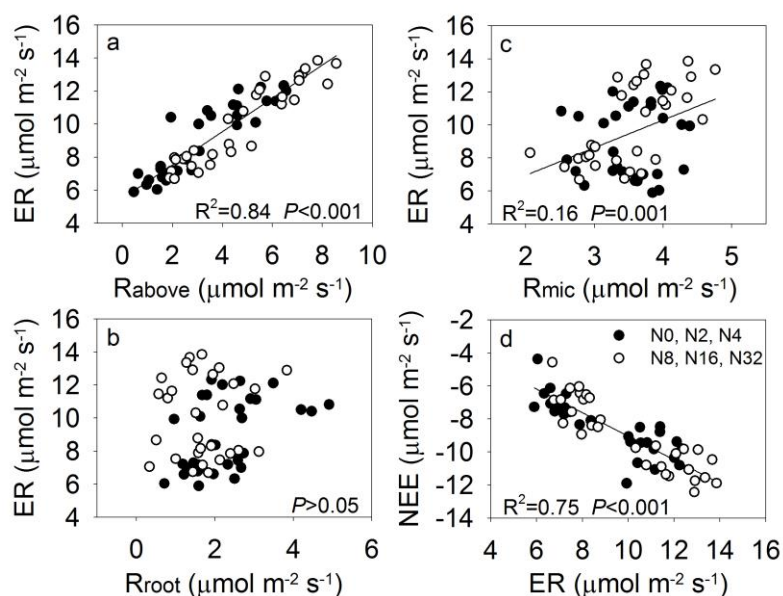 a
16
14
12
10
8
6
4
ER (μmol m-2 s-1)
R2=0.84 P<0.001
0 2 4 6 8 10
Rabove (μmol m-2 s-1)
c
16
14
12
10
8
6
4
ER (μmol m-2 s-1)
R2=0.16 P=0.001
2 3 4 5
Rmic (μmol m-2 s-1)
b
16
14
12
10
8
6
4
ER (μmol m-2 s-1)
P>0.05
0 2 4 6
Rroot (μmol m-2 s-1)
d
N0, N2, N4
N8, N16, N32
-2
-4
-6
-8
-10
-12
-14
NEE (μmol m-2 s-1)
R2=0.75 P<0.001
4 6 8 10 12 14 16
ER (μmol m-2 s-1)